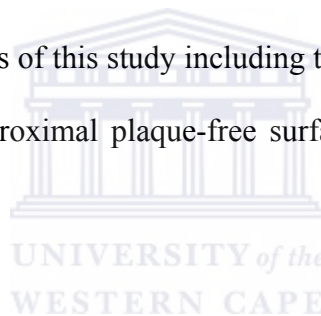 s of this study including t
roximal plaque-free surfa
UNIVERSITY of the
WESTERN CAPE